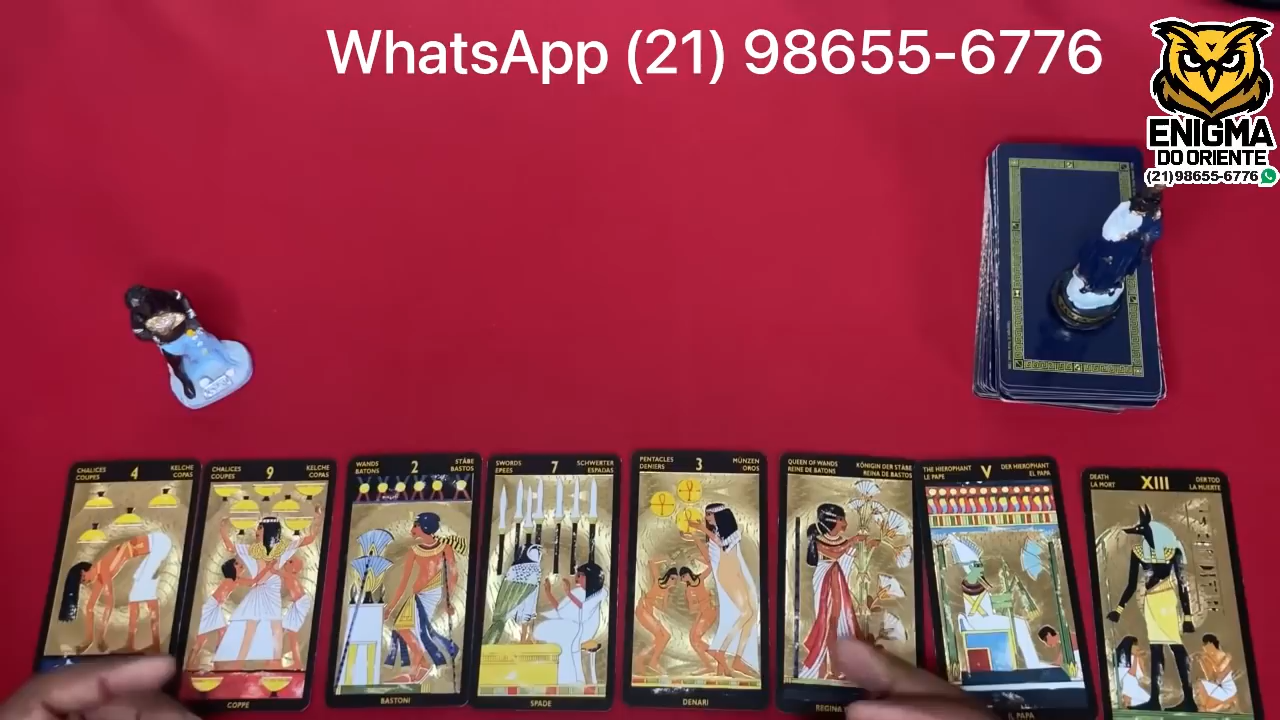 WhatsApp (21) 98655-6776
ENIGMA
DO ORIENTE
(21)98655-6776
CHALICES
COUPES
4
KELCHE
COPAS
CHALICES
COUPES
9
KELCHE
COPAS
COPPE
WANDS
BATONS
2
STÄBE
BASTOS
BASTONI
SWORDS
EPEES
7
SCHWERTER
ESPADAS
SPADE
PENTACLES
DENIERS
3
MÜNZEN
OROS
DENARI
QUEEN OF WANDS
REINE DE BATONS
KÖNIGIN DER STÄBE
REINA DE BASTOS
REGINA
THE HIEROPHANT
LE PAPE
V
DER HIEROPHANT
EL PAPA
IL PAPA
DEATH
LA MORT
XIII
DER TOD
LA MUERTE